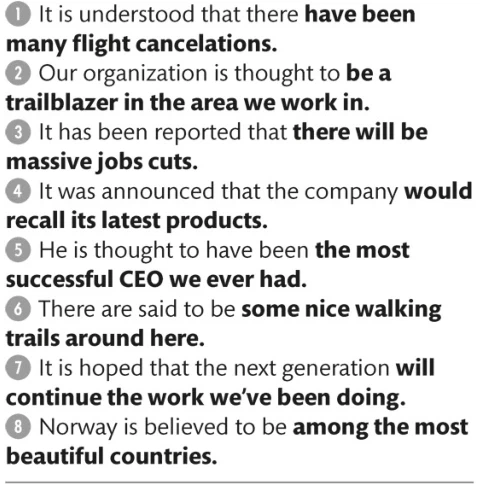 1 It is understood that there have been
many flight cancelations.
2 Our organization is thought to be a
trailblazer in the area we work in.
3 It has been reported that there will be
massive jobs cuts.
4 It was announced that the company would
recall its latest products.
5 He is thought to have been the most
successful CEO we ever had.
6 There are said to be some nice walking
trails around here.
7 It is hoped that the next generation will
continue the work we've been doing.
8 Norway is believed to be among the most
beautiful countries.